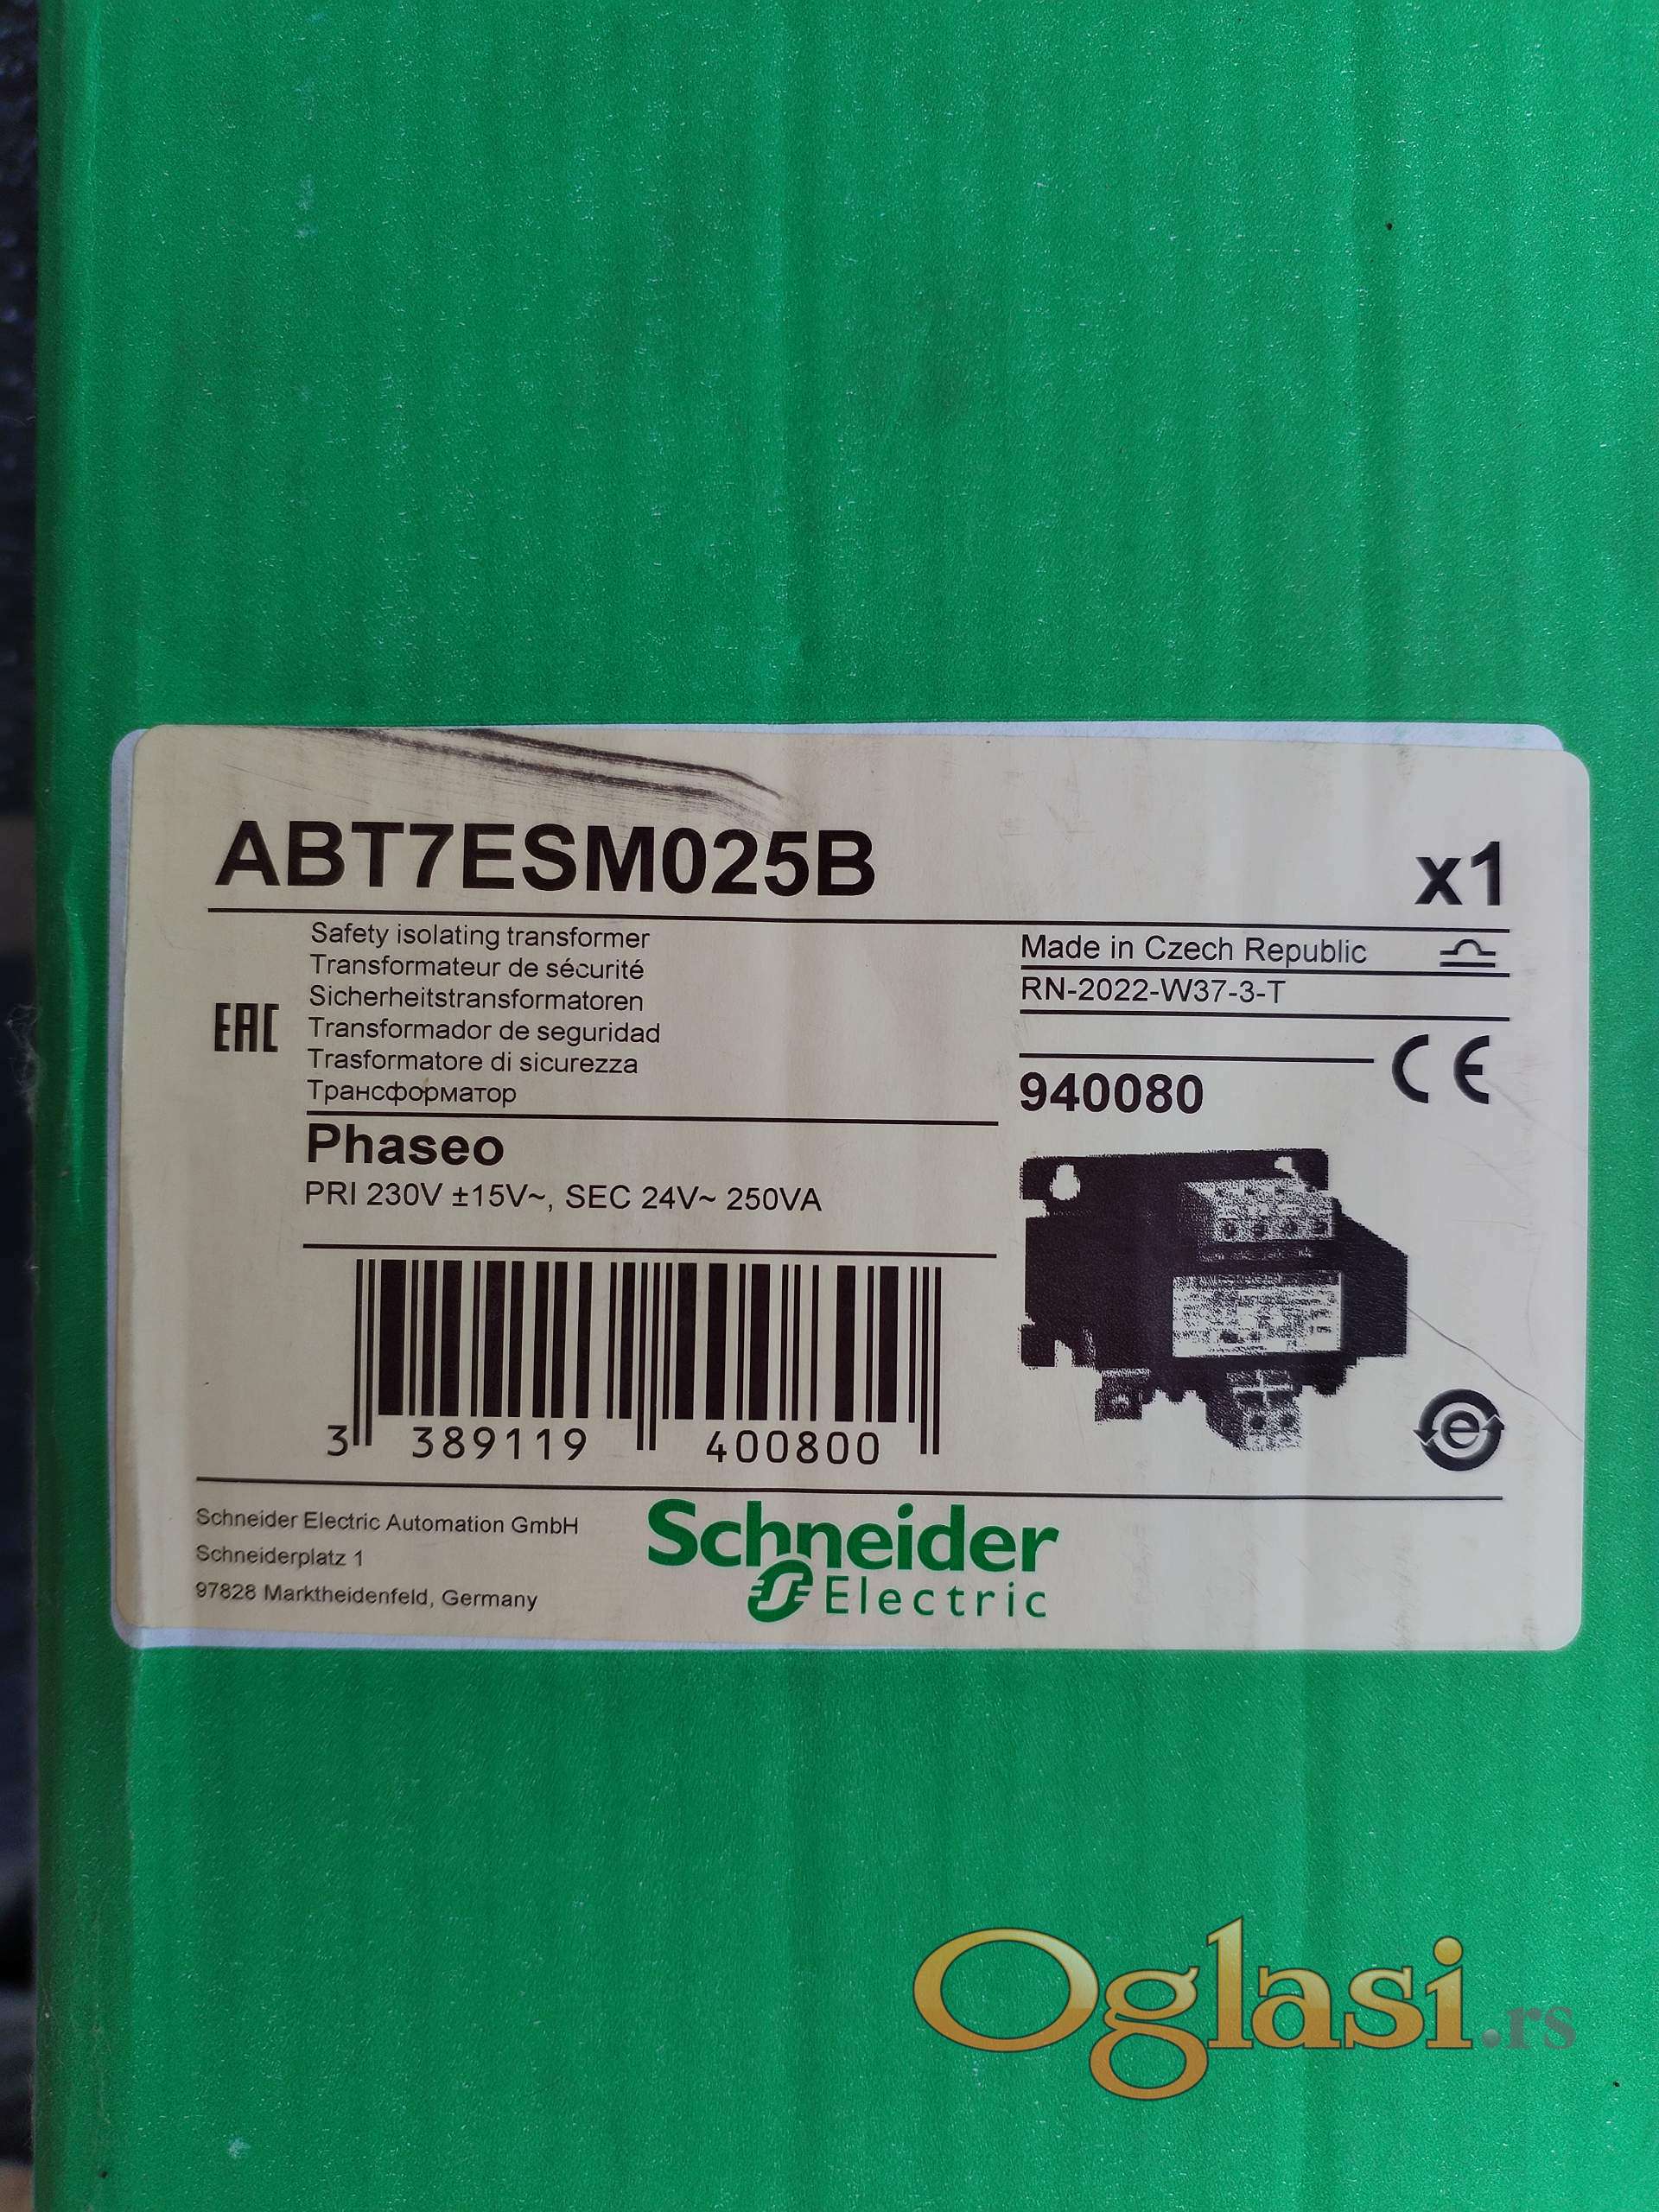 ABT7ESM025B
x1
Safety isolating transformer
Transformateur de sécurité
Sicherheitstransformatoren
Transformador de seguridad
Trasformatore di sicurezza
Трансформатор
EAC
Made in Czech Republic
RN-2022-W37-3-T
CE
940080
Phaseo
PRI 230V ±15V~, SEC 24V~ 250VA
3 389119 400800
e
Schneider Electric Automation GmbH
Schneiderplatz 1
97828 Marktheidenfeld, Germany
Schneider
Electric
Oglasi.rs